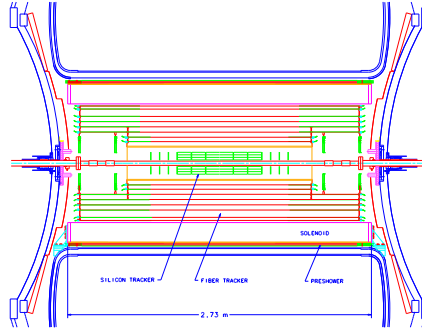 SOLENOID
SILICON TRACKER
FIBER TRACKER
PRESHOWER
2.73 m